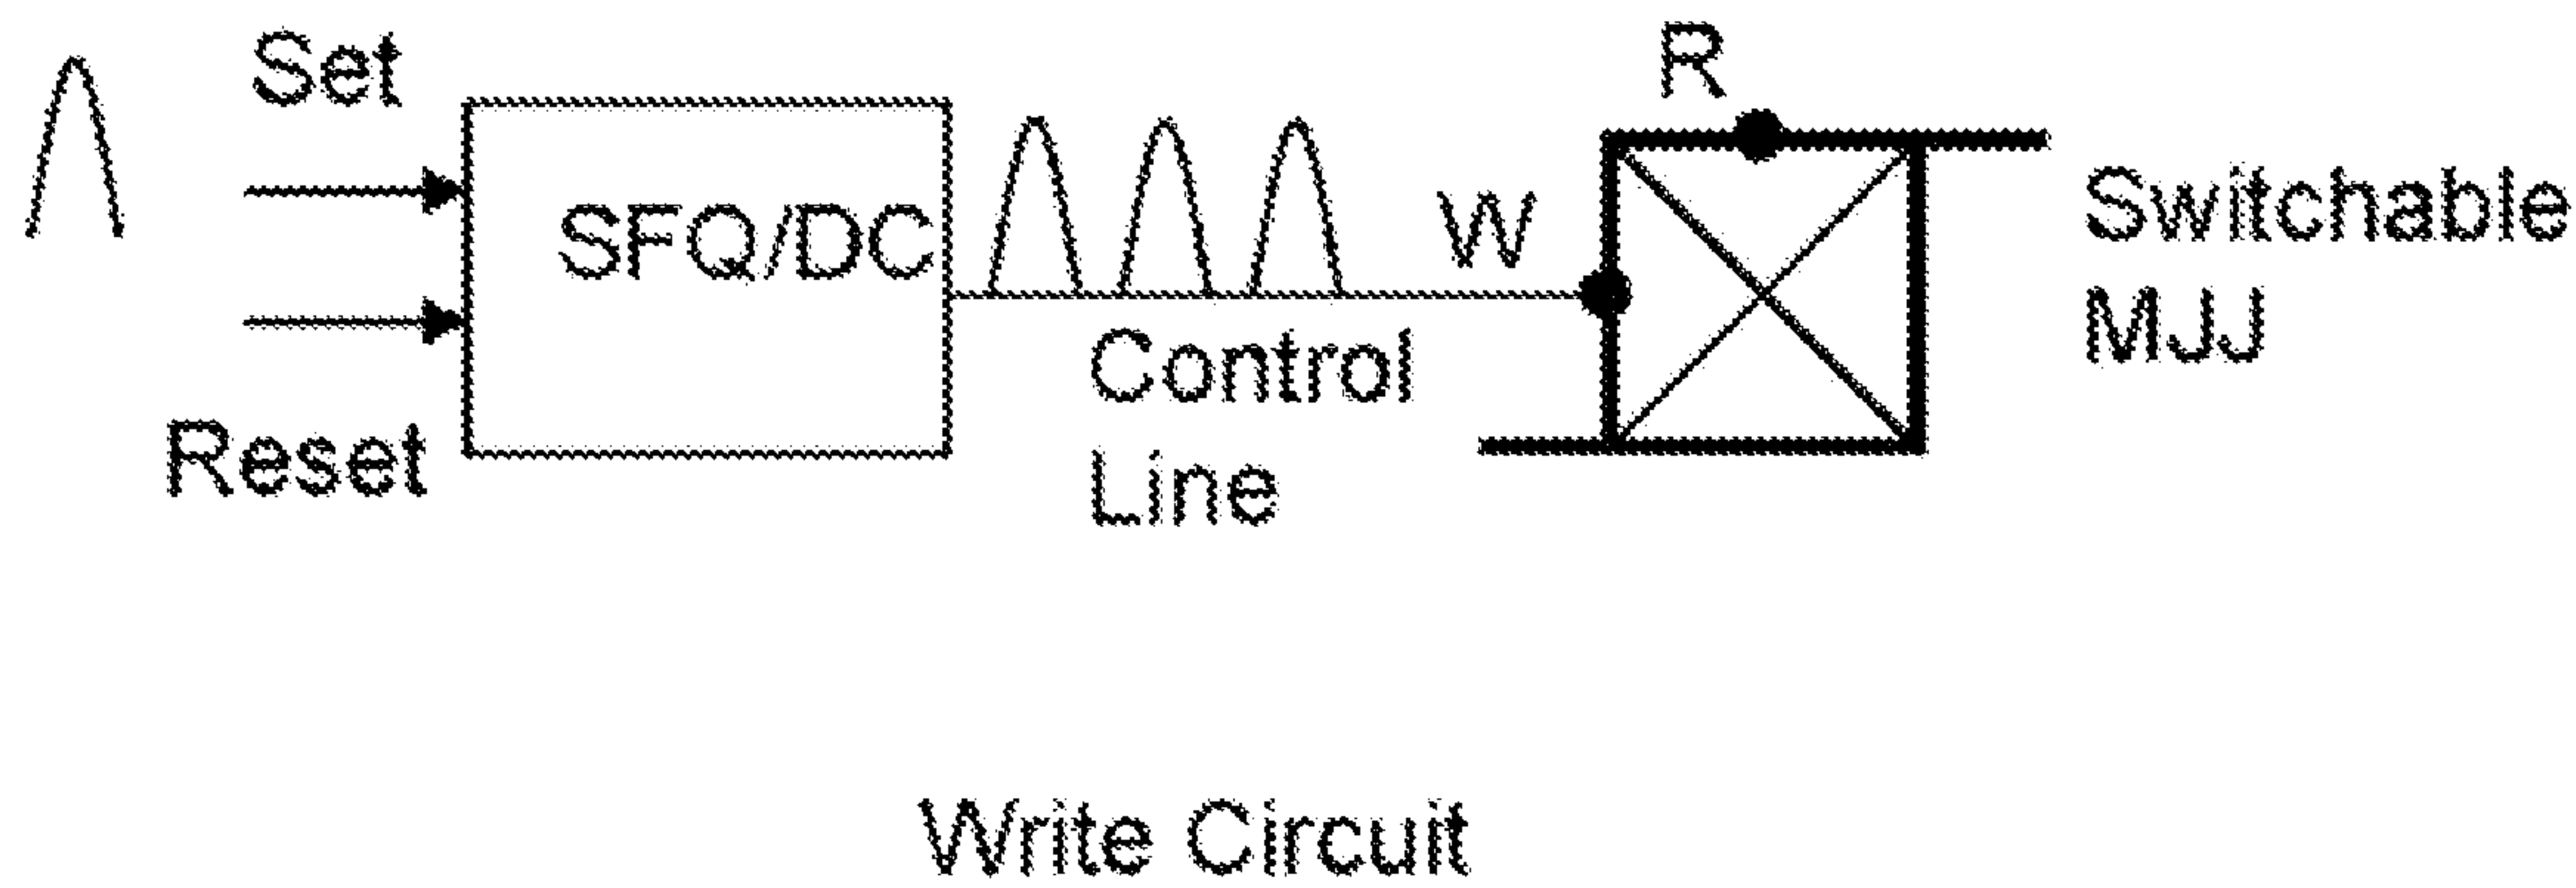 Set
R
SFQ/DC
W
Switchable
MJJ
Control
Line
Reset
Write Circuit